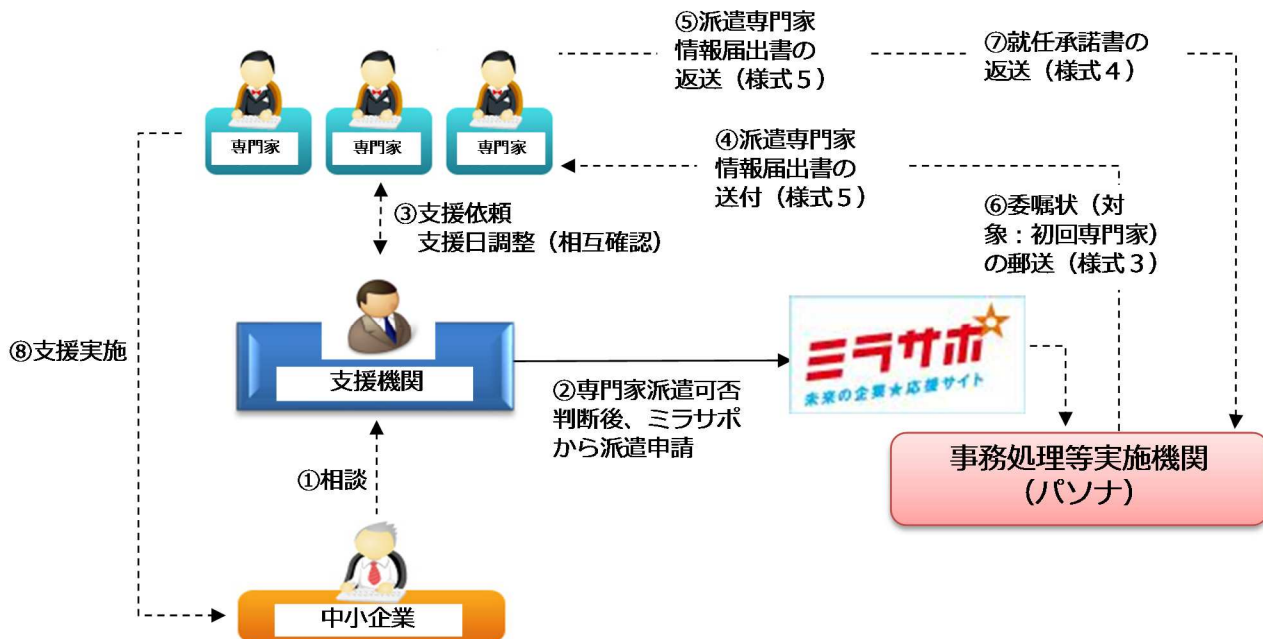 ⑤派遣専門家
情報届出書の
返送（様式５）
⑦就任承諾書の
返送（様式４）
専門家
専門家
専門家
④派遣専門家
情報届出書の
送付（様式５）
⑥委嘱状（対
象：初回専門家）
の郵送（様式３）
③支援依頼
支援日調整（相互確認）
⑧支援実施
支援機関
ミラサポ
未来の企業★応援サイト
②専門家派遣可否
判断後、ミラサポ
から派遣申請
事務処理等実施機関
（パソナ）
①相談
中小企業